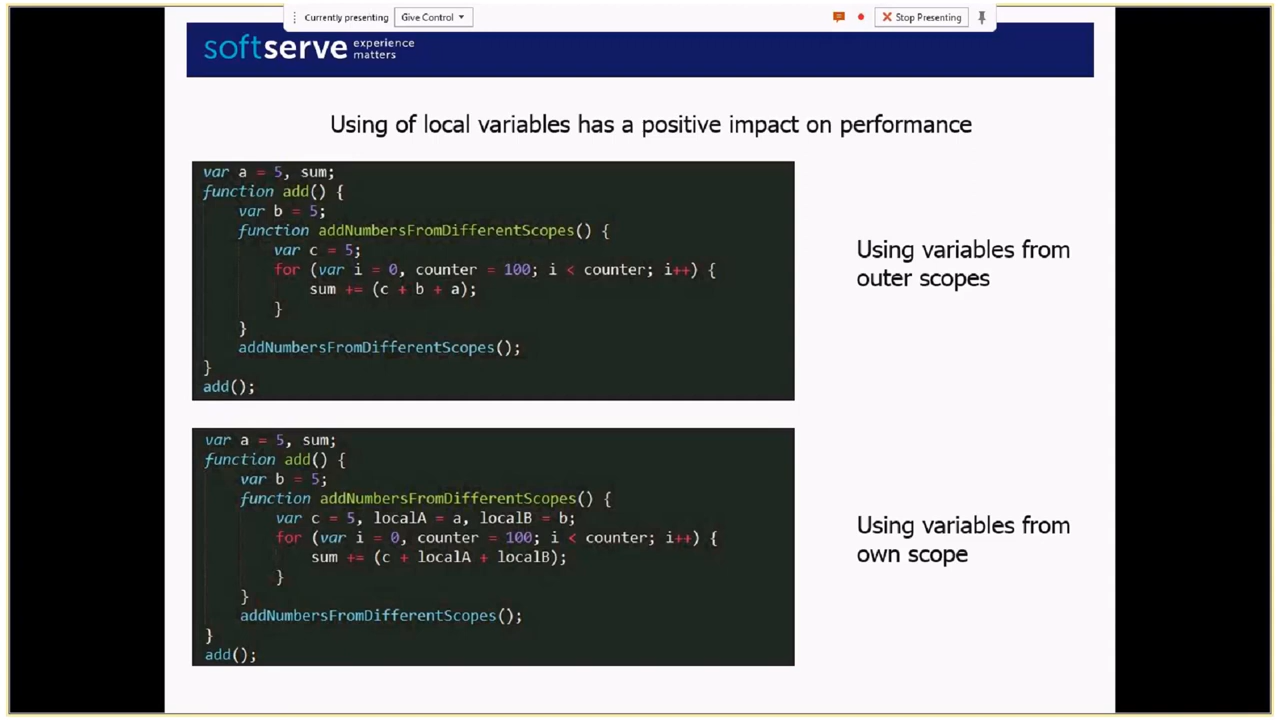 Currently presenting Give Control Stop Presenting
softserve experience matters
Using of local variables has a positive impact on performance
var a = 5, sum;
function add() {
var b = 5;
function addNumbersFromDifferentScopes() {
var c = 5;
for (var i = 0, counter = 100; i < counter; i++) {
sum += (c + b + a);
}
}
addNumbersFromDifferentScopes();
}
add();
Using variables from
outer scopes
var a = 5, sum;
function add() {
var b = 5;
function addNumbersFromDifferentScopes() {
var c = 5, localA = a, localB = b;
for (var i = 0, counter = 100; i < counter; i++) {
sum += (c + localA + localB);
}
}
addNumbersFromDifferentScopes();
}
add();
Using variables from
own scope